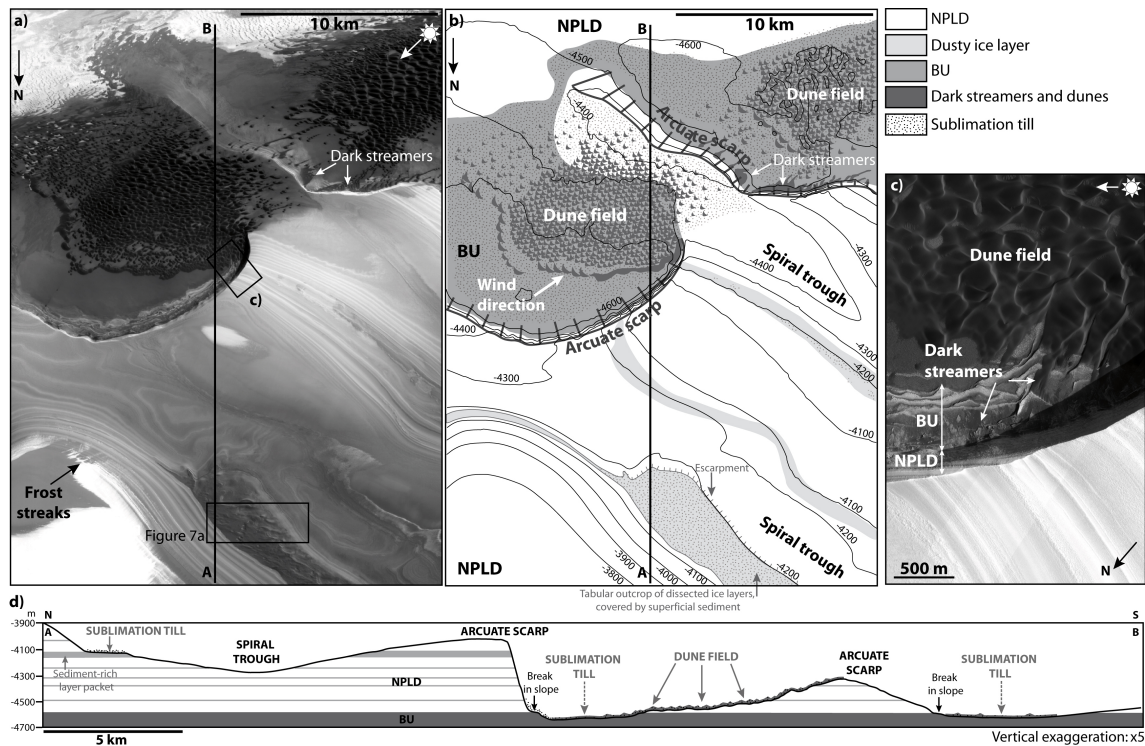 a)
B
10 km
N
Dark streamers
c)
Frost
streaks
Figure 7a
A
b)
NPLD
B
10 km
-4600
-4500
N
-4400
Dune field
Arcuate scarp
Dark streamers
Dune field
BU
Wind
direction
4600
Arcuate scarp
-4400
-4300
Spiral trough
-4400
-4300
-4300
-4200
-4100
Escarpment
-4100
-4200
Spiral trough
-4200
NPLD
-3900
-3800
-4000
-4100
A
Tabular outcrop of dissected ice layers,
covered by superficial sediment
NPLD
Dusty ice layer
BU
Dark streamers and dunes
Sublimation till
c)
Dune field
Dark
streamers
BU
NPLD
500 m
N
d)
m
N
S
-3900
A
B
SUBLIMATION TILL
SPIRAL
TROUGH
ARCUATE SCARP
-4100
Sediment-rich
layer packet
SUBLIMATION
TILL
DUNE FIELD
ARCUATE
SCARP
SUBLIMATION
TILL
-4300
NPLD
Break
in slope
Break
in slope
-4500
BU
-4700
5 km
Vertical exaggeration: x5